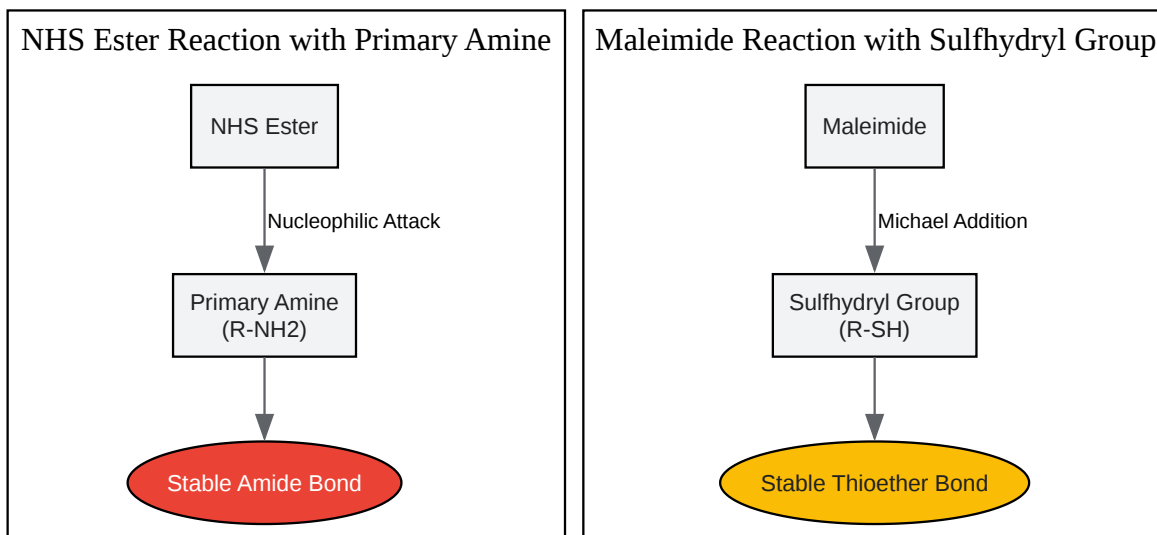 NHS Ester Reaction with Primary Amine
NHS Ester
Nucleophilic Attack
Primary Amine
(R-NH2)
Stable Amide Bond
Maleimide Reaction with Sulfhydryl Group
Maleimide
Michael Addition
Sulfhydryl Group
(R-SH)
Stable Thioether Bond